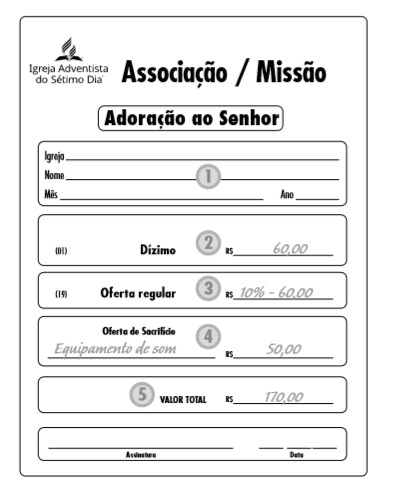 Igreja Adventista
do Sétimo Dia
Associação / Missão
Adoração ao Senhor
Igreja
Nome
1
Mês Ano
(01) Dízimo 2 R$ 60,00
(19) Oferta regular 3 R$ 10% - 60,00
Oferta de Sacrifício 4
Equipamento de som R$ 50,00
5 VALOR TOTAL R$ 170,00
Assinatura Data